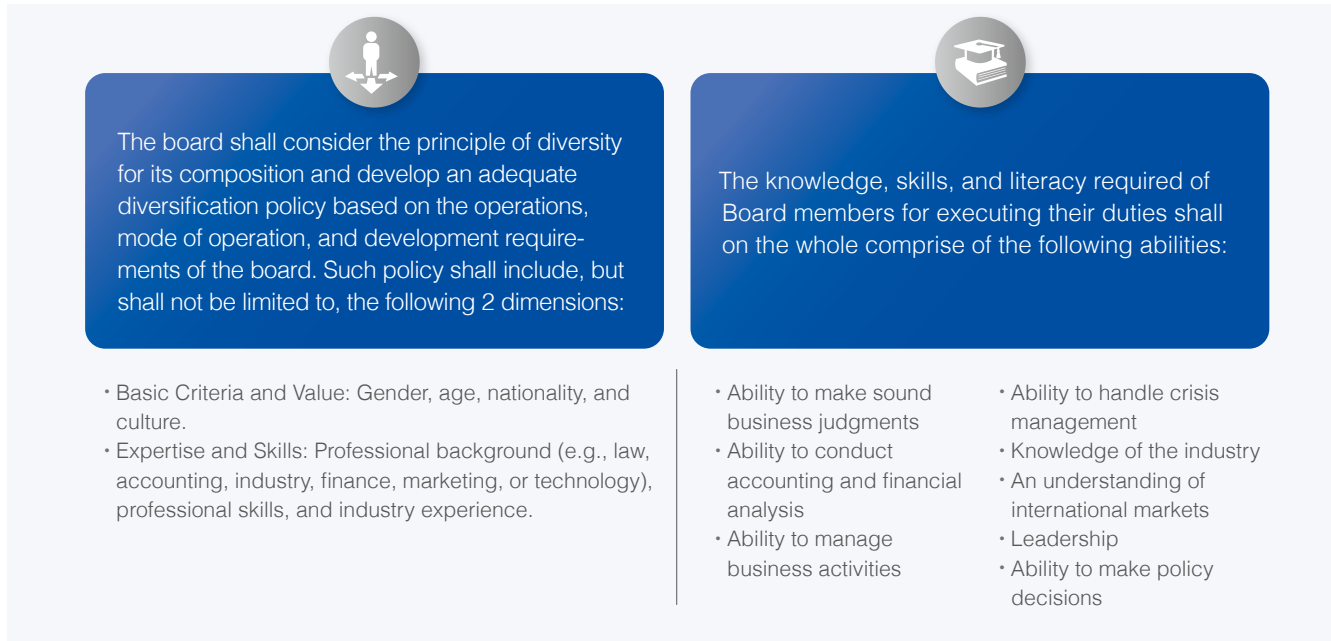 The board shall consider the principle of diversity
for its composition and develop an adequate
diversification policy based on the operations,
mode of operation, and development require-
ments of the board. Such policy shall include, but
shall not be limited to, the following 2 dimensions:
• Basic Criteria and Value: Gender, age, nationality, and
culture.
• Expertise and Skills: Professional background (e.g., law,
accounting, industry, finance, marketing, or technology),
professional skills, and industry experience.
The knowledge, skills, and literacy required of
Board members for executing their duties shall
on the whole comprise of the following abilities:
• Ability to make sound
business judgments
• Ability to conduct
accounting and financial
analysis
• Ability to manage
business activities
• Ability to handle crisis
management
• Knowledge of the industry
• An understanding of
international markets
• Leadership
• Ability to make policy
decisions